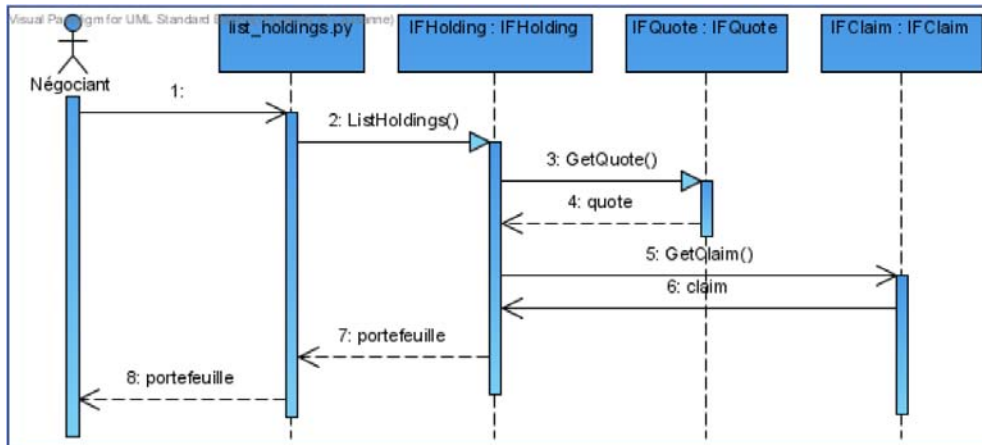 Visual Paradigm for UML Standard
list_holdings.py
IFHolding : IFHolding
IFQuote : IFQuote
IFClaim : IFClaim
Négociant
1:
2: ListHoldings()
3: GetQuote()
4: quote
5: GetClaim()
6: claim
7: portefeuille
8: portefeuille